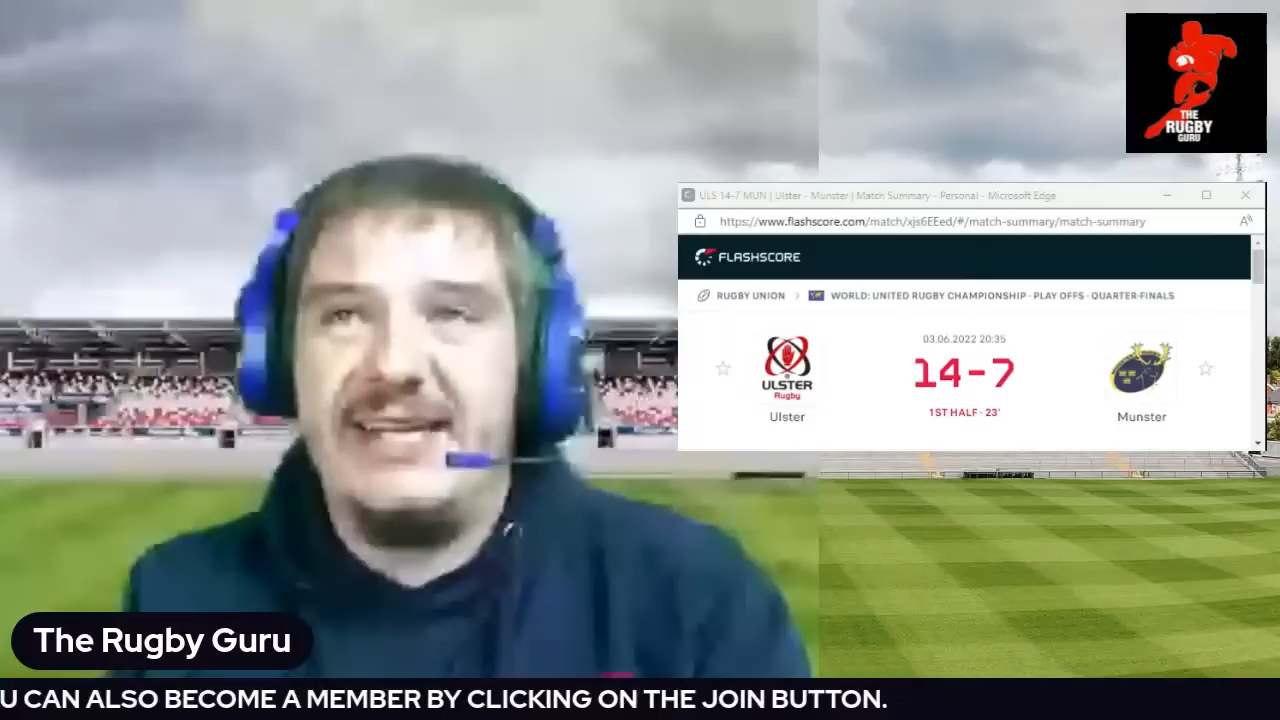 THE
RUGBY
GURU
ULS 14-7 MUN | Ulster - Munster | Match Summary - Personal - Microsoft Edge
https://www.flashscore.com/match/xjs6EEed/#/match-summary/match-summary
FLASHSCORE
RUGBY UNION > WORLD: UNITED RUGBY CHAMPIONSHIP - PLAY OFFS - QUARTER-FINALS
03.06.2022 20:35
14-7
1ST HALF - 23'
ULSTER
Rugby
Ulster
Munster
The Rugby Guru
U CAN ALSO BECOME A MEMBER BY CLICKING ON THE JOIN BUTTON.